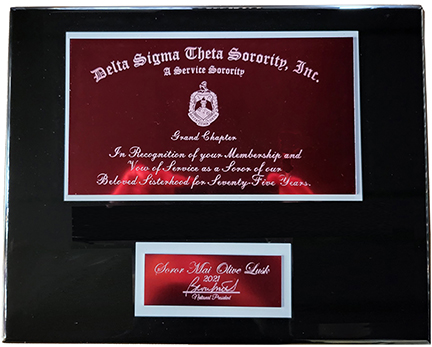 Delta Sigma Theta Sorority, Inc.
A Service Sorority
Grand Chapter
In Recognition of your Membership and
Vow of Service as a Soror of our
Beloved Sisterhood for Seventy-Five Years.
Soror Mai Olive Lusk
2021
National President